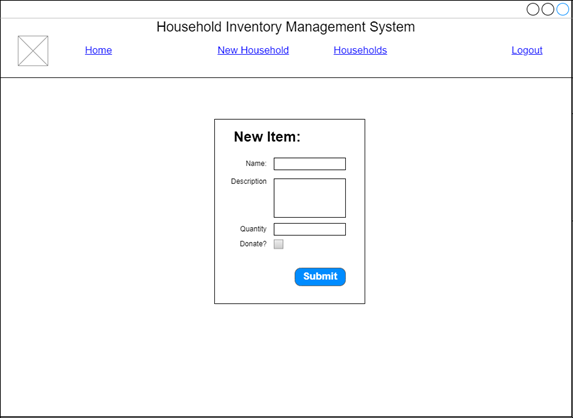 Household Inventory Management System
Home New Household Households Logout
New Item:
Name:
Description
Quantity
Donate?
Submit